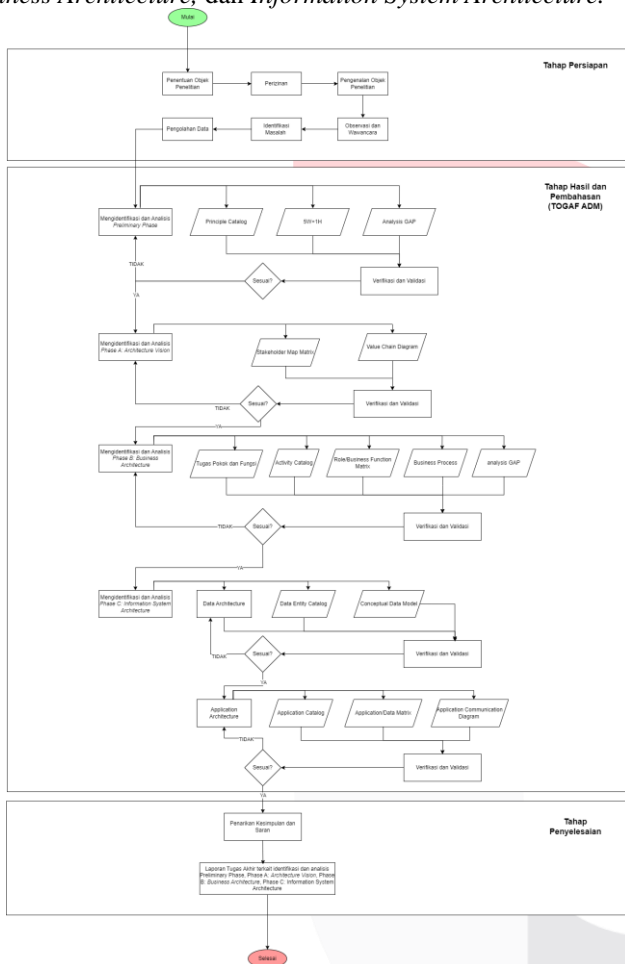 ness Architecture, dan Information System Architecture.
Mulai
Tahap Persiapan
Penentuan Objek
Penelitian
Perizinan
Pengenalan Objek
Penelitian
Pengolahan Data
Identifikasi
Masalah
Observasi dan
Wawancara
Tahap Hasil dan
Pembahasan
(TOGAF ADM)
Mengidentifikasi dan Analisis
Preliminary Phase
Principle Catalog
5W+1H
Analysis GAP
TIDAK
Sesuai?
Verifikasi dan Validasi
YA
Mengidentifikasi dan Analisis
Phase A: Architecture Vision
Stakeholder Map Matrix
Value Chain Diagram
TIDAK
Sesuai?
Verifikasi dan Validasi
YA
Mengidentifikasi dan Analisis
Phase B: Business
Architecture
Tugas Pokok dan Fungsi
Activity Catalog
Role/Business Function
Matrix
Business Process
analysis GAP
TIDAK
Sesuai?
Verifikasi dan Validasi
YA
Mengidentifikasi dan Analisis
Phase C: Information System
Architecture
Data Architecture
Data Entity Catalog
Conceptual Data Model
TIDAK
Sesuai?
Verifikasi dan Validasi
YA
Application
Architecture
Application Catalog
Application/Data Matrix
Application Communication
Diagram
TIDAK
Sesuai?
Verifikasi dan Validasi
YA
Tahap
Penyelesaian
Penarikan Kesimpulan dan
Saran
Laporan Tugas Akhir terkait identifikasi dan analisis
Preliminary Phase, Phase A: Architecture Vision, Phase
B: Business Architecture, Phase C: Information System
Architecture
Selesai